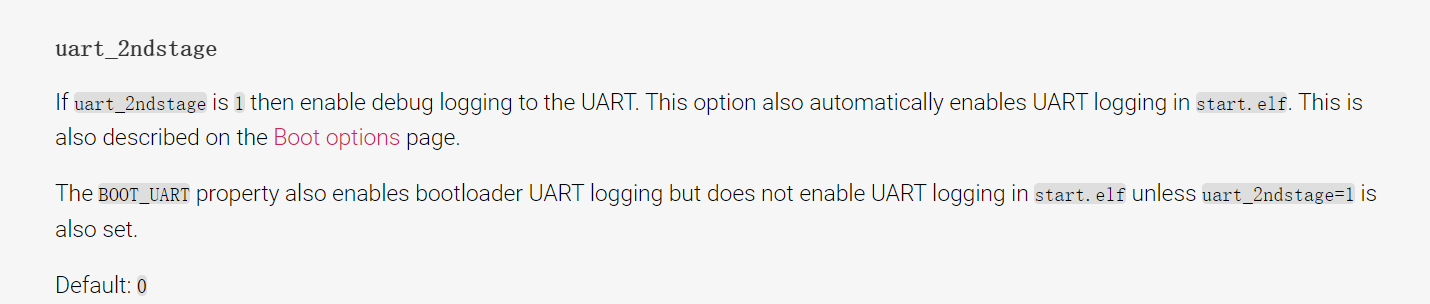 uart_2ndstage
If uart_2ndstage is 1 then enable debug logging to the UART. This option also automatically enables UART logging in start.elf. This is
also described on the Boot options page.
The BOOT_UART property also enables bootloader UART logging but does not enable UART logging in start.elf unless uart_2ndstage=1 is
also set.
Default: 0